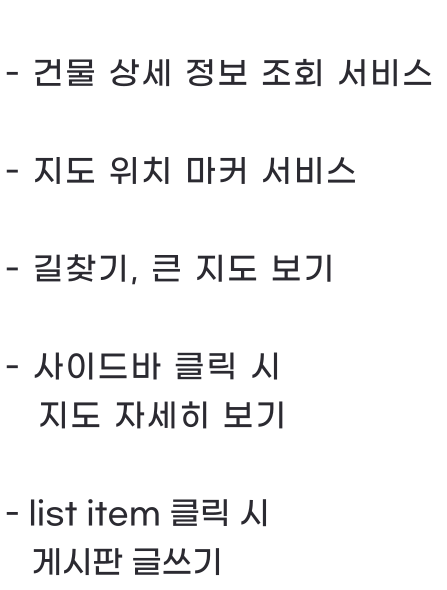 - 건물 상세 정보 조회 서비스
- 지도 위치 마커 서비스
- 길찾기, 큰 지도 보기
- 사이드바 클릭 시
지도 자세히 보기
- list item 클릭 시
게시판 글쓰기